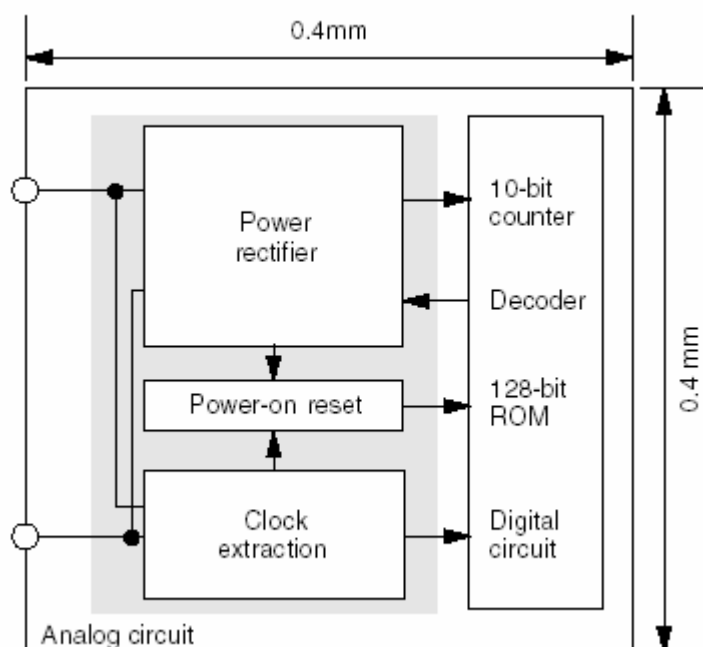 0.4mm
Power
rectifier
10-bit
counter
Decoder
0.4 mm
Power-on reset
128-bit
ROM
Clock
extraction
Digital
circuit
Analog circuit